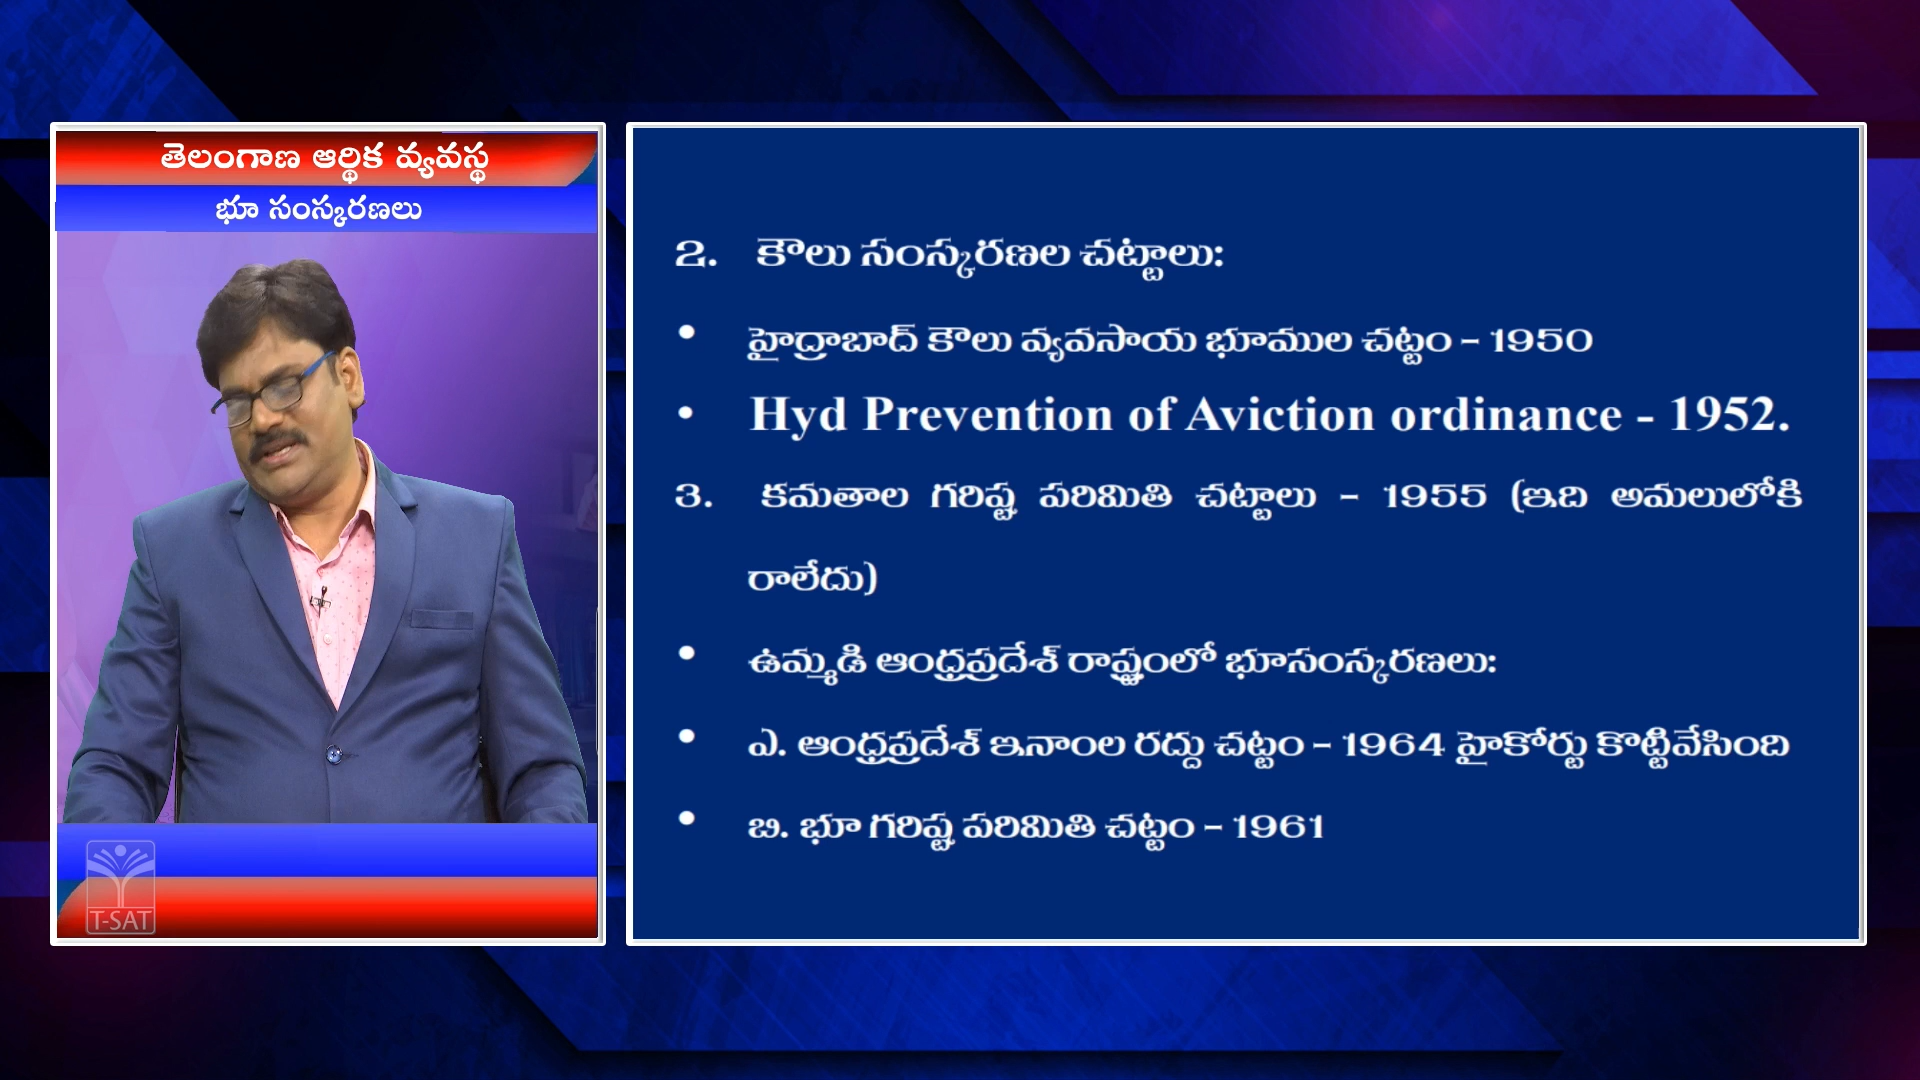 తెలంగాణ ఆర్థిక వ్యవస్థ
భూ సంస్కరణలు
T-SAT
2. కౌలు సంస్కరణల చట్టాలు:
• హైద్రాబాద్ కౌలు వ్యవసాయ భూముల చట్టం - 1950
• Hyd Prevention of Aviction ordinance - 1952.
3. కమతాల గరిష్ట పరిమితి చట్టాలు - 1955 (ఇది అమలులోకి
రాలేదు)
• ఉమ్మడి ఆంధ్రప్రదేశ్ రాష్ట్రంలో భూసంస్కరణలు:
• ఎ. ఆంధ్రప్రదేశ్ ఇనాంల రద్దు చట్టం - 1964 హైకోర్టు కొట్టివేసింది
• బి. భూ గరిష్ట పరిమితి చట్టం - 1961